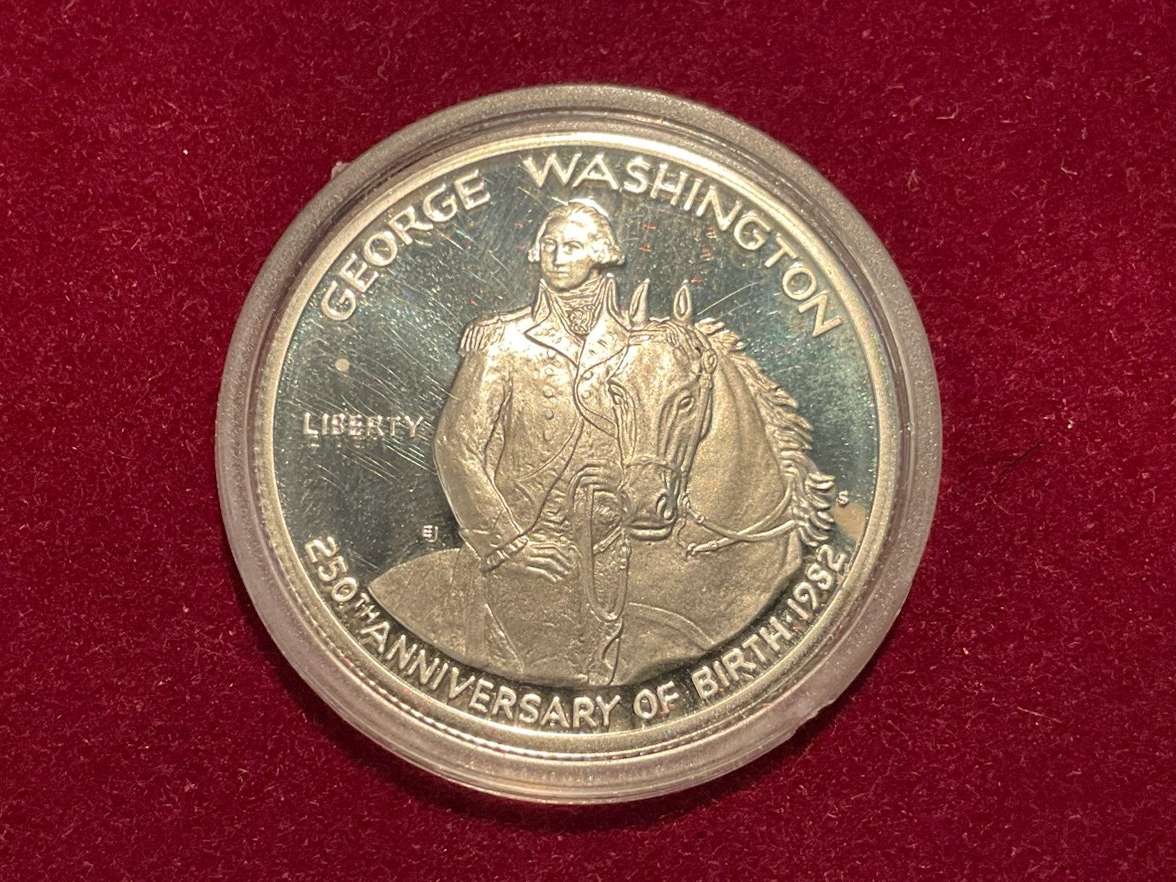 GEORGE WASHINGTON
LIBERTY
S
EJ
250TH ANNIVERSARY OF BIRTH·1982